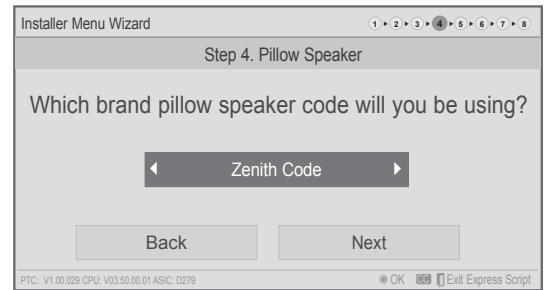 Installer Menu Wizard 1 2 3 4 5 6 7 8
Step 4. Pillow Speaker
Which brand pillow speaker code will you be using?
Zenith Code
Back Next
PTC: V1.00.029 CPU: V03.50.00.01 ASIC: D279 OK CC Exit Express Script